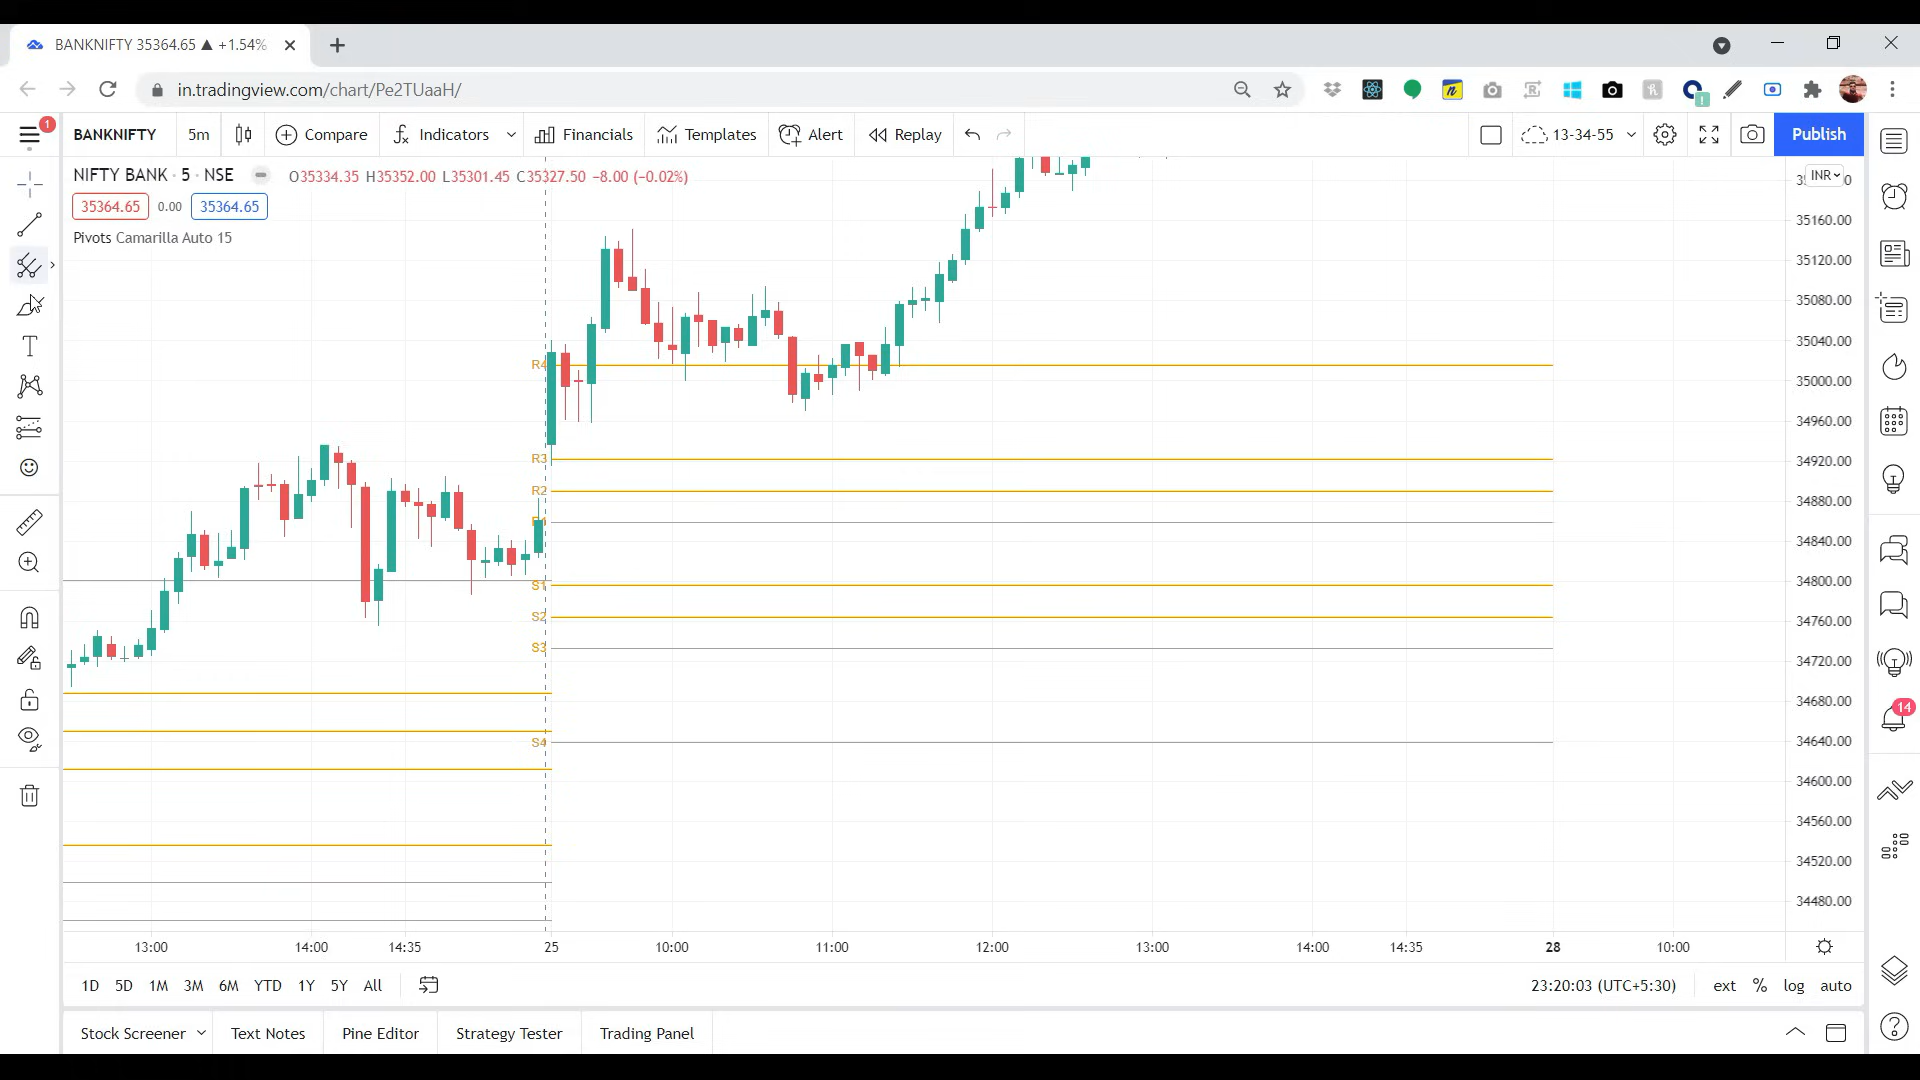 BANKNIFTY 35364.65 ▲ +1.54%
in.tradingview.com/chart/Pe2TUaaH/
1
BANKNIFTY 5m Compare Indicators Financials Templates Alert Replay 13-34-55 Publish
NIFTY BANK · 5 · NSE O35334.35 H35352.00 L35301.45 C35327.50 −8.00 (−0.02%)
INR
35364.65 0.00 35364.65
Pivots Camarilla Auto 15
35160.00
35120.00
35080.00
35040.00
35000.00
34960.00
34920.00
34880.00
34840.00
34800.00
34760.00
34720.00
34680.00
34640.00
34600.00
34560.00
34520.00
34480.00
R4
R3
R2
S1
S2
S3
S4
14
13:00 14:00 14:35 25 10:00 11:00 12:00 13:00 14:00 14:35 28 10:00
1D 5D 1M 3M 6M YTD 1Y 5Y All 23:20:03 (UTC+5:30) ext % log auto
Stock Screener Text Notes Pine Editor Strategy Tester Trading Panel